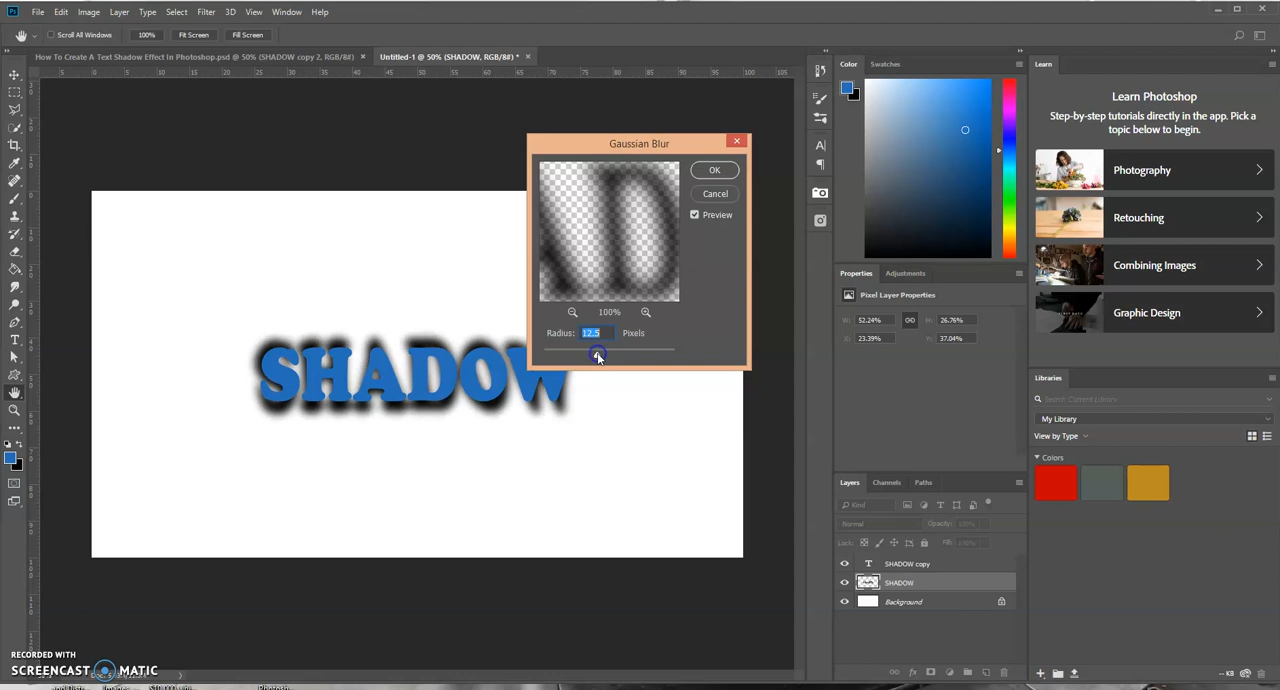 Ps File Edit Image Layer Type Select Filter 3D View Window Help
Scroll All Windows 100% Fit Screen Fill Screen
How To Create A Text Shadow Effect In Photoshop.psd @ 50% (SHADOW copy 2, RGB/8#) × Untitled-1 @ 50% (SHADOW, RGB/8#) * ×
Color Swatches
Learn
Learn Photoshop
Step-by-step tutorials directly in the app. Pick a
topic below to begin.
Photography
Retouching
Combining Images
Graphic Design
Gaussian Blur
OK
Cancel
Preview
100%
Radius: 12.5 Pixels
SHADOW
Properties Adjustments
Pixel Layer Properties
W: 52.24% H: 26.76%
X: 23.39% Y: 37.04%
Libraries
Search Current Library
My Library
View by Type
Colors
Layers Channels Paths
Kind
Normal Opacity: 100%
Lock:
SHADOW copy
SHADOW
Background
-- KB
RECORDED WITH
SCREENCAST MATIC